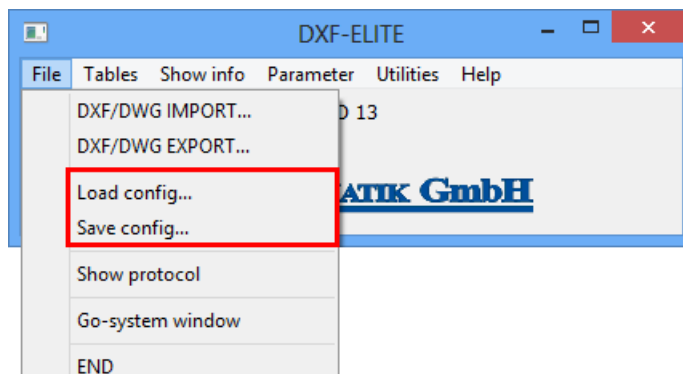 DXF-ELITE
File Tables Show info Parameter Utilities Help
DXF/DWG IMPORT...
13
DXF/DWG EXPORT...
Load config...
GmbH
Save config...
Show protocol
Go-system window
END